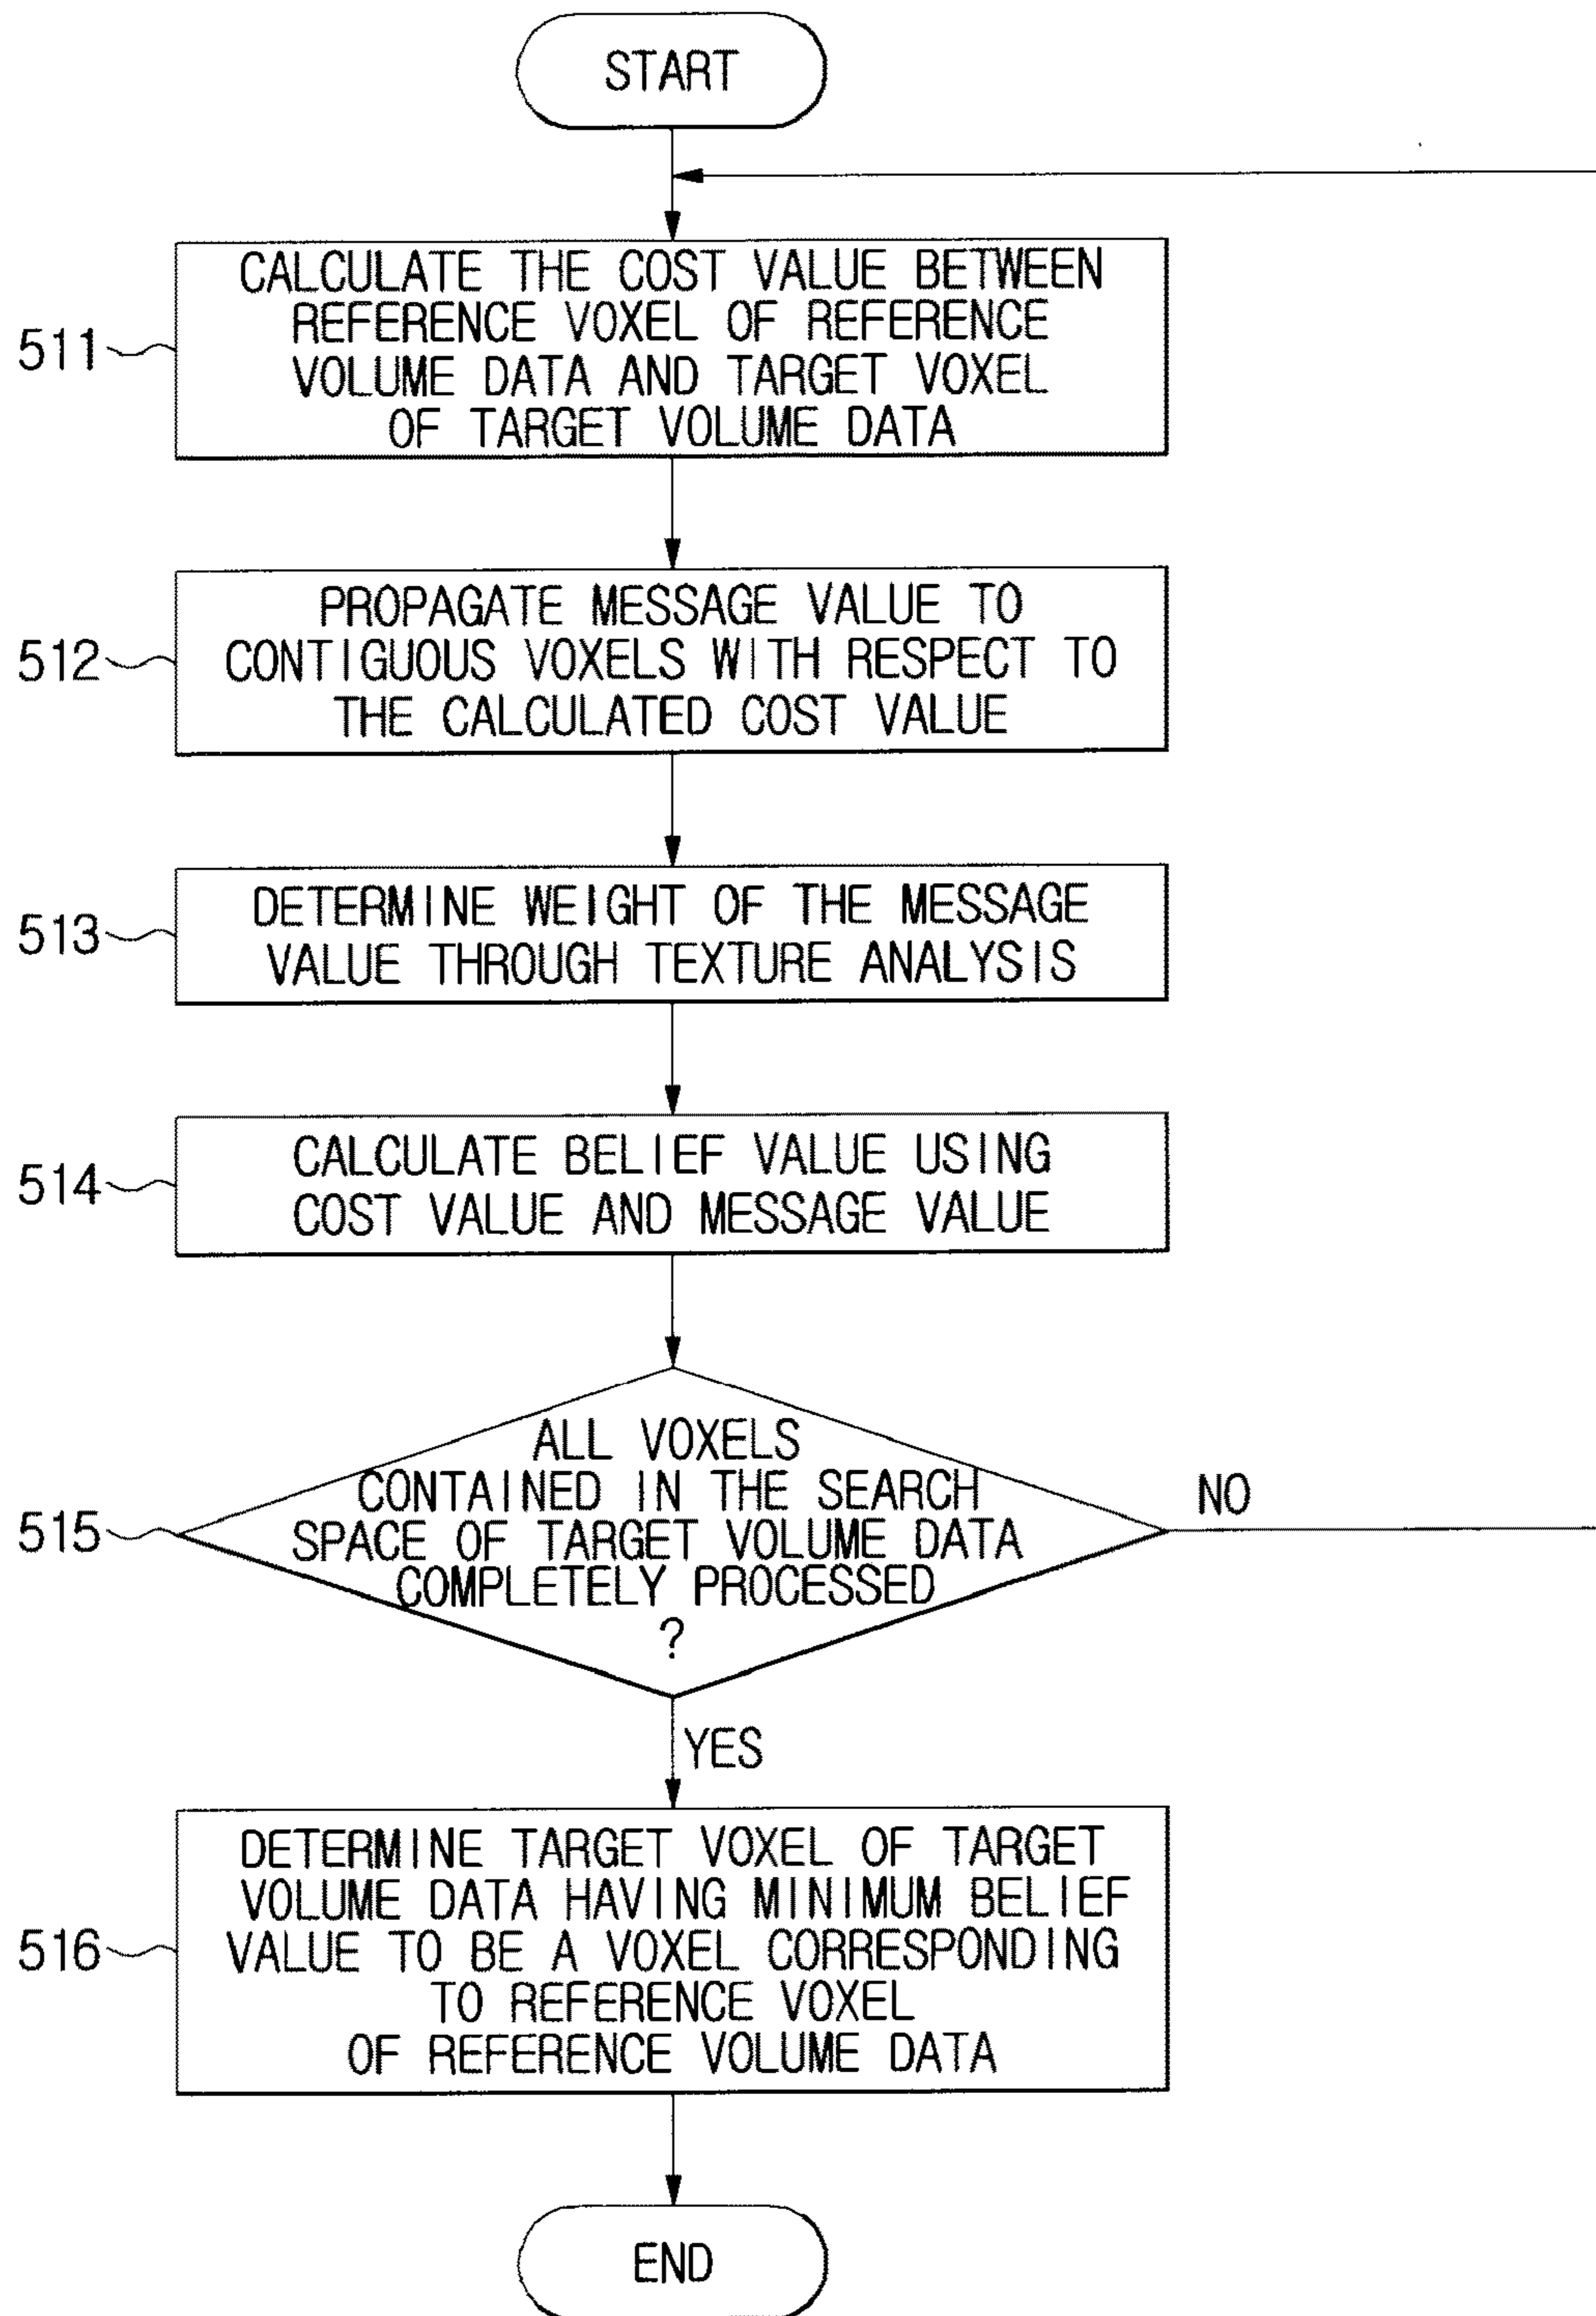 START
CALCULATE THE COST VALUE BETWEEN
REFERENCE VOXEL OF REFERENCE
VOLUME DATA AND TARGET VOXEL
OF TARGET VOLUME DATA
511
PROPAGATE MESSAGE VALUE TO
CONTIGUOUS VOXELS WITH RESPECT TO
THE CALCULATED COST VALUE
512
DETERMINE WEIGHT OF THE MESSAGE
VALUE THROUGH TEXTURE ANALYSIS
513
CALCULATE BELIEF VALUE USING
COST VALUE AND MESSAGE VALUE
514
ALL VOXELS
CONTAINED IN THE SEARCH
SPACE OF TARGET VOLUME DATA
COMPLETELY PROCESSED
?
515
NO
YES
DETERMINE TARGET VOXEL OF TARGET
VOLUME DATA HAVING MINIMUM BELIEF
VALUE TO BE A VOXEL CORRESPONDING
TO REFERENCE VOXEL
OF REFERENCE VOLUME DATA
516
END